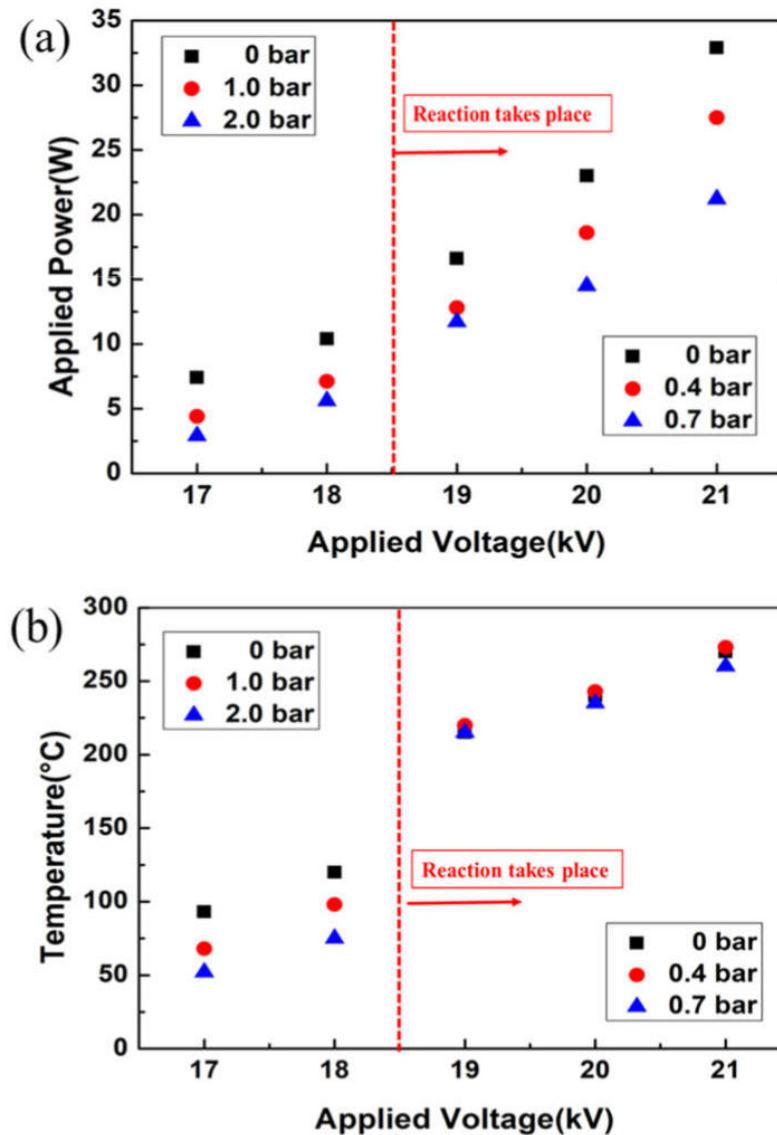 (a)
35
30
25
20
15
10
5
0
Applied Power(W)
0 bar
1.0 bar
2.0 bar
Reaction takes place
0 bar
0.4 bar
0.7 bar
17 18 19 20 21
Applied Voltage(kV)
(b)
300
250
200
150
100
50
0
Temperature(°C)
0 bar
1.0 bar
2.0 bar
Reaction takes place
0 bar
0.4 bar
0.7 bar
17 18 19 20 21
Applied Voltage(kV)